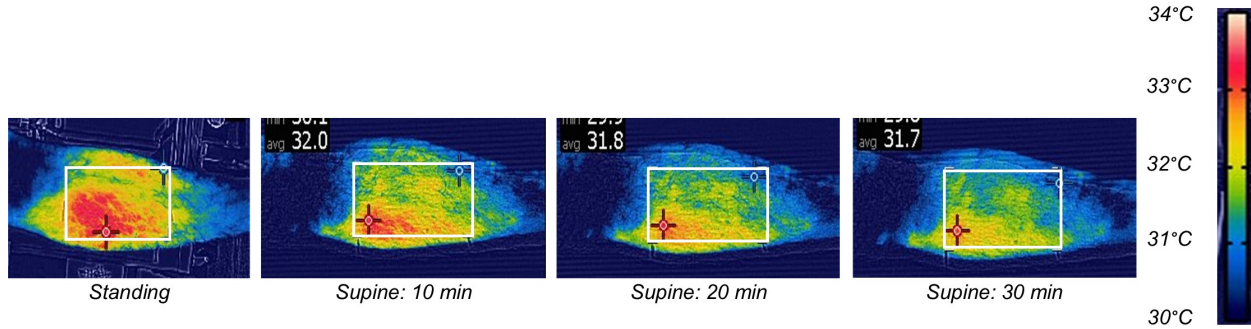 34°C
33°C
32°C
31°C
30°C
avg 32.0
avg 31.8
avg 31.7
Standing
Supine: 10 min
Supine: 20 min
Supine: 30 min